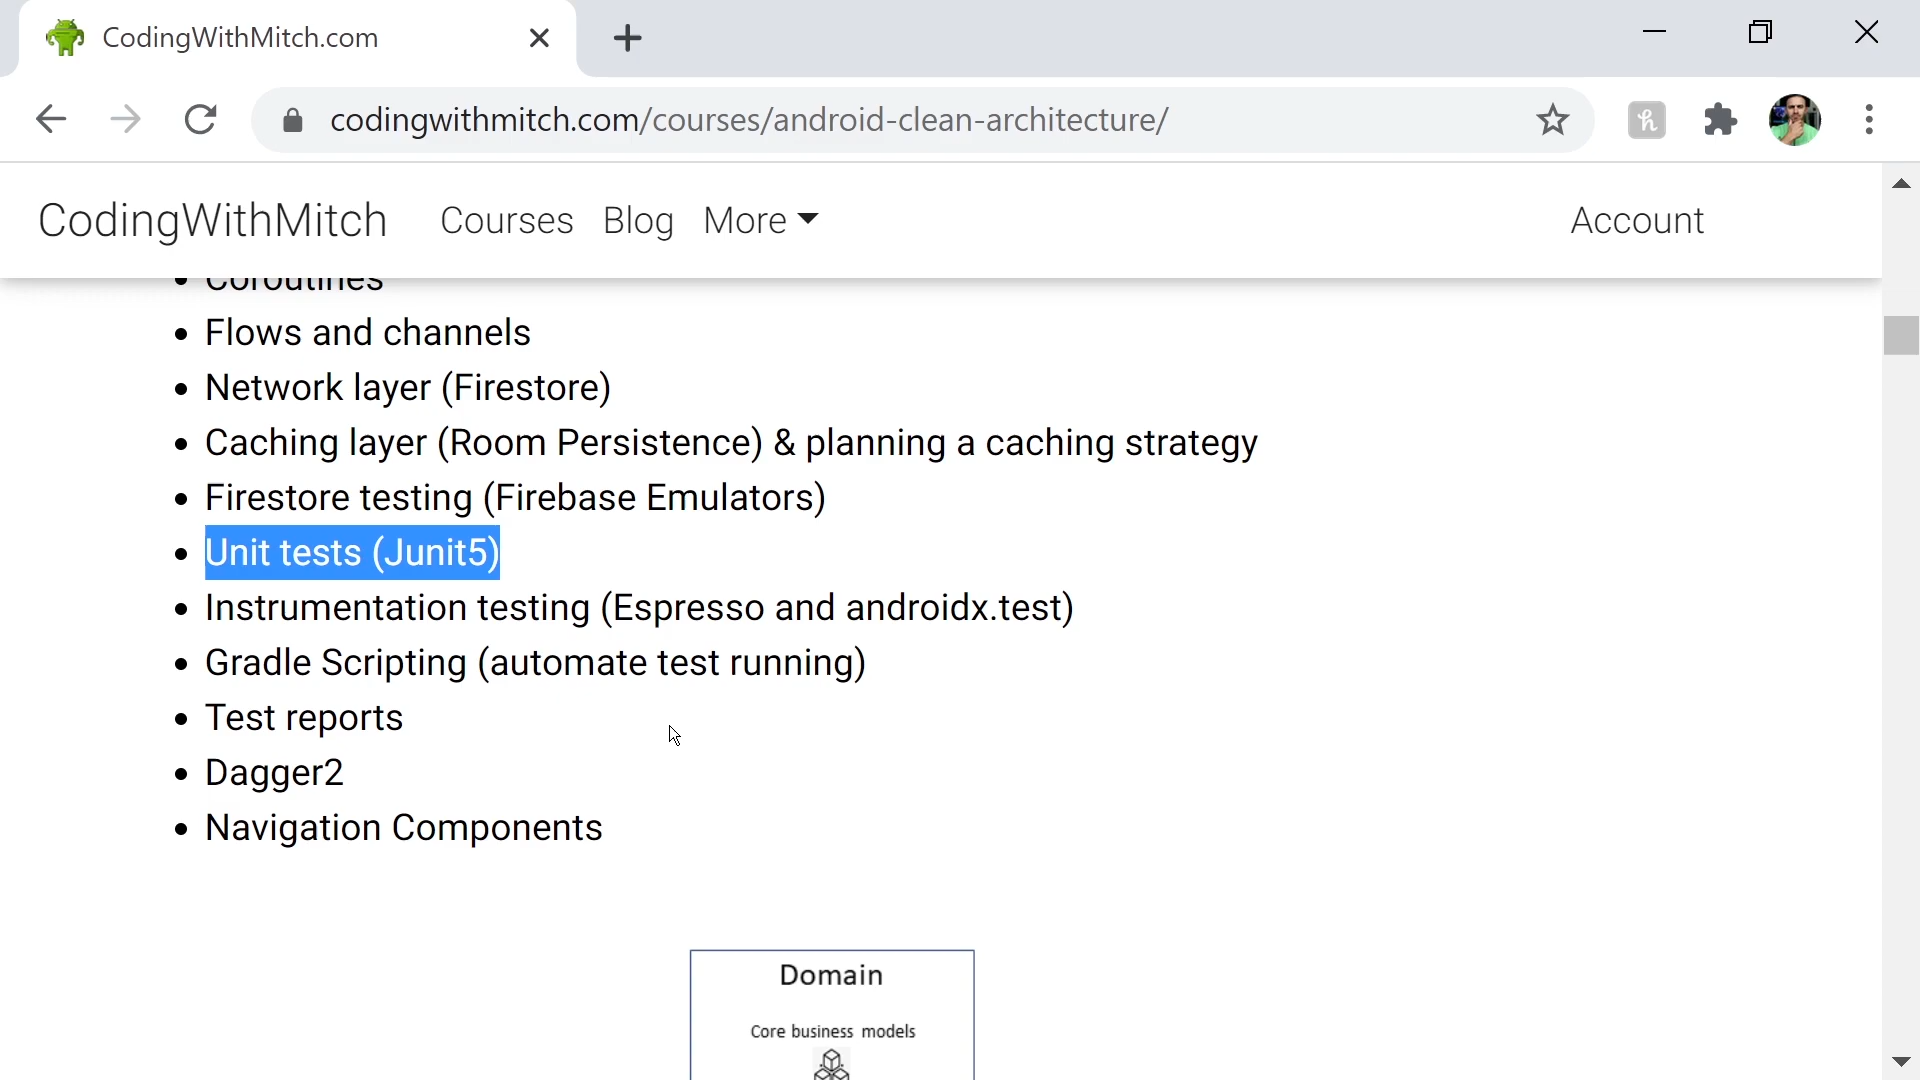 CodingWithMitch.com
codingwithmitch.com/courses/android-clean-architecture/
CodingWithMitch Courses Blog More Account
Coroutines
Flows and channels
Network layer (Firestore)
Caching layer (Room Persistence) & planning a caching strategy
Firestore testing (Firebase Emulators)
Unit tests (Junit5)
Instrumentation testing (Espresso and androidx.test)
Gradle Scripting (automate test running)
Test reports
Dagger2
Navigation Components
Domain
Core business models